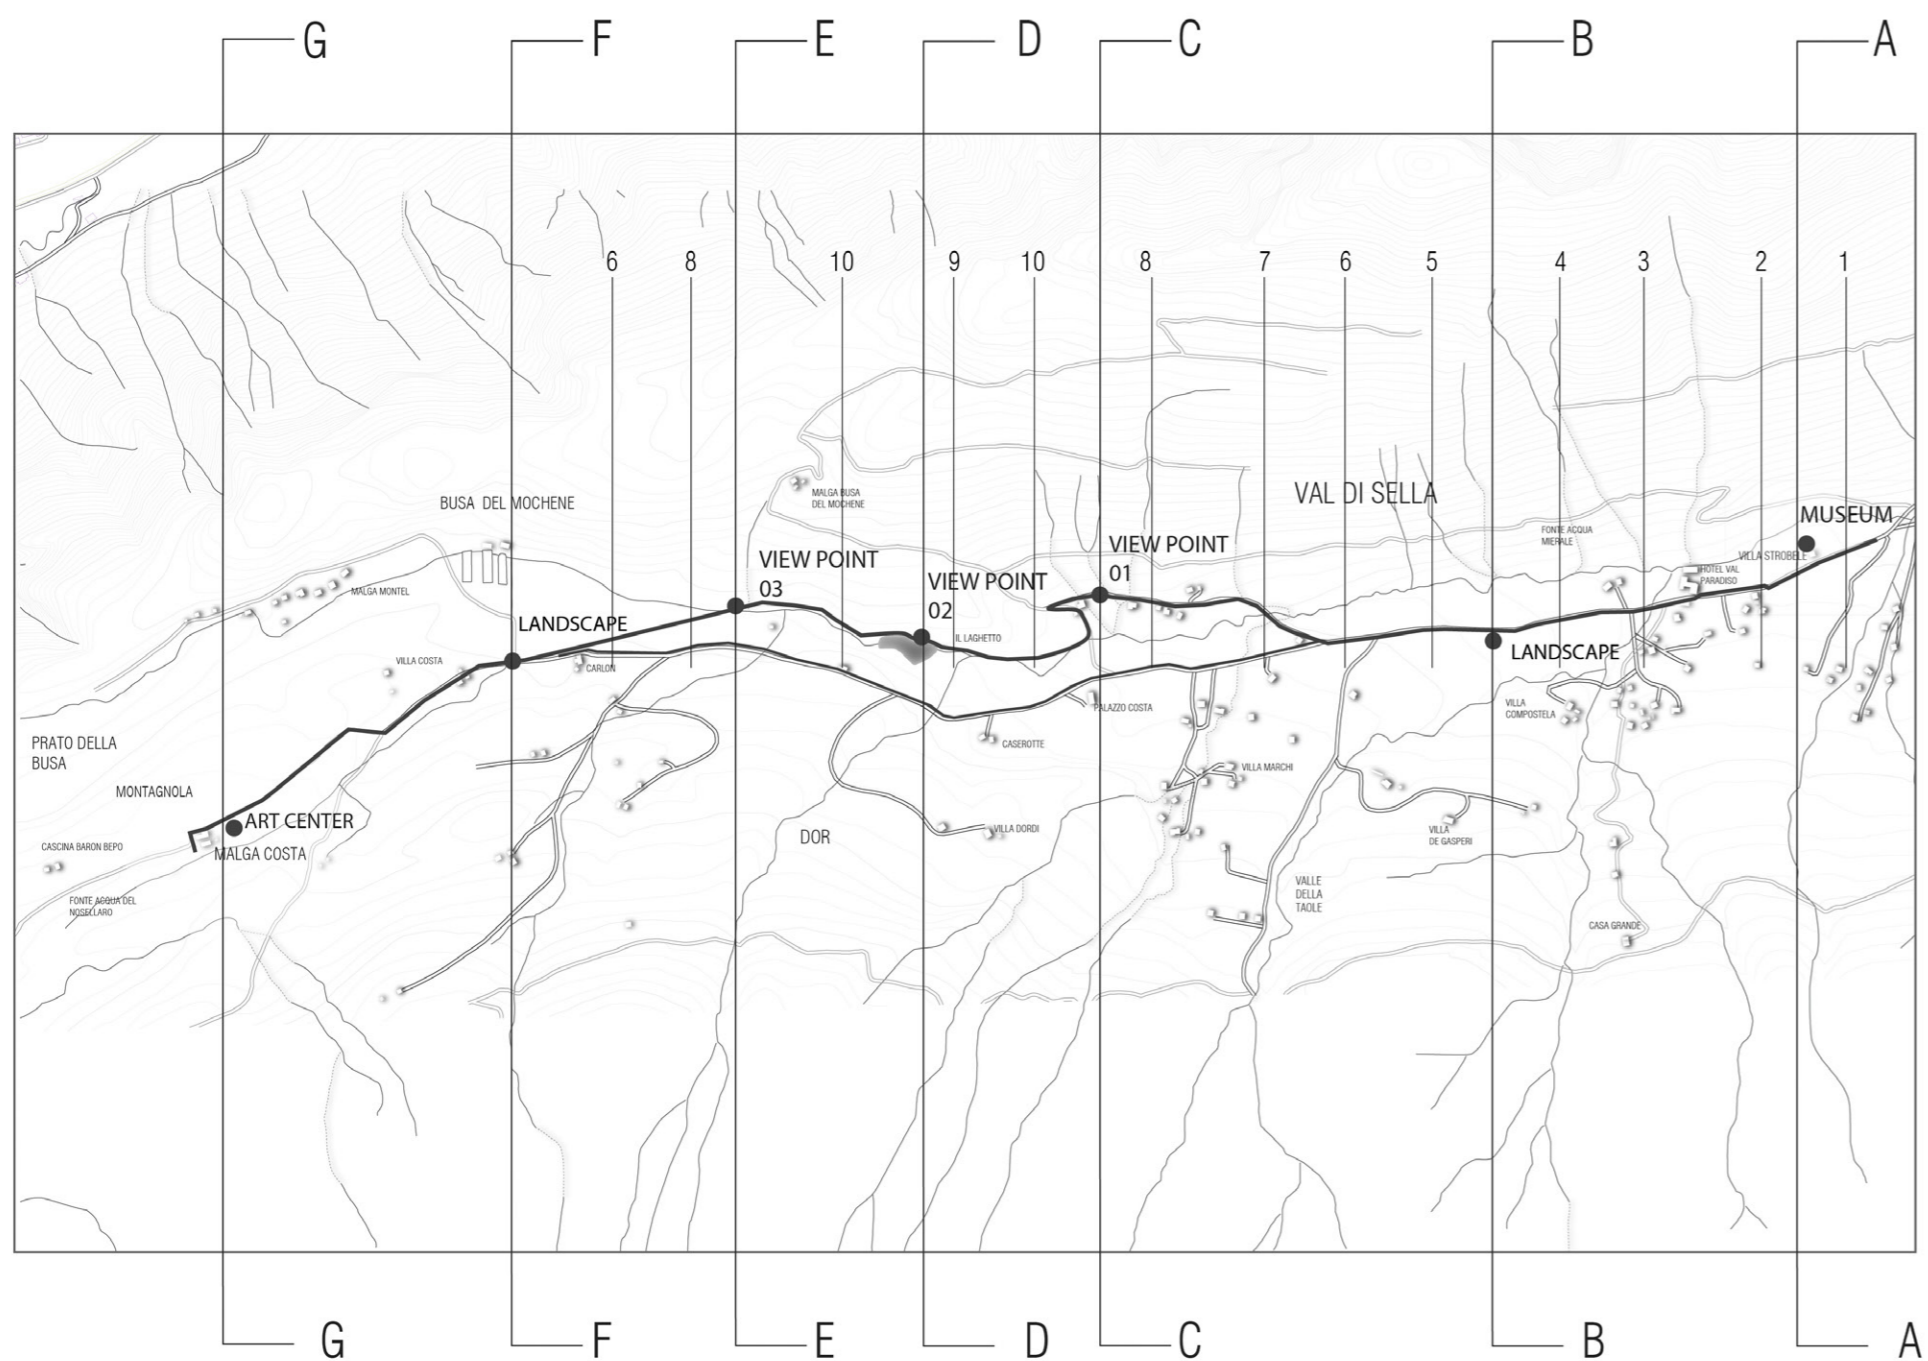 G
F
E
D
C
B
A
6
8
10
9
10
8
7
6
5
4
3
2
1
VAL DI SELLA
BUSA DEL MOCHENE
MALGA BUSA
DEL MOCHENE
MUSEUM
FONTE ACQUA
MIERALE
VILLA STROBELE
HOTEL VAL
PARADISO
VIEW POINT
01
VIEW POINT
03
VIEW POINT
02
MALGA MONTEL
LANDSCAPE
IL LAGHETTO
LANDSCAPE
VILLA COSTA
CARLON
PALAZZO COSTA
VILLA
COMPOSTELA
PRATO DELLA
BUSA
CASEROTTE
VILLA MARCHI
MONTAGNOLA
ART CENTER
VILLA DORDI
DOR
VILLA
DE GASPERI
CASCINA BARON BEPO
MALGA COSTA
VALLE
DELLA
TAOLE
FONTE ACQUA DEL
NOSELLARO
CASA GRANDE
G
F
E
D
C
B
A